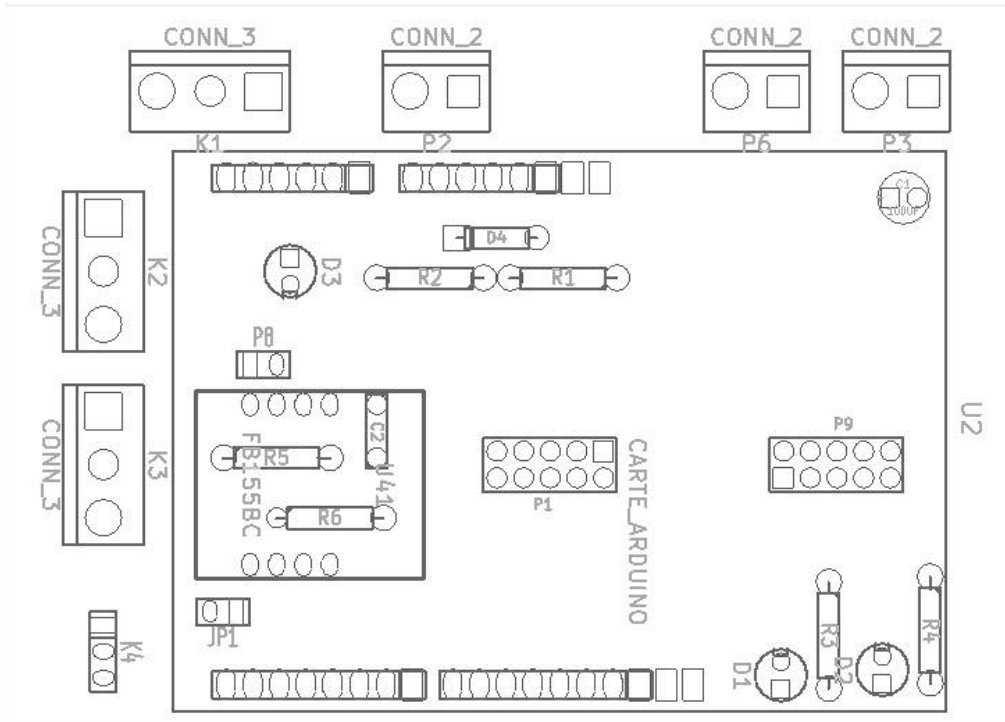 CONN_3
CONN_2
CONN_2
CONN_2
K1
P2
P6
P3
C1
100UF
D4
CONN_3
K2
D3
R2
R1
P8
CONN_3
K3
C2
FB155BC
R5
U41
R6
P1
CARTE_ARDUINO
P9
U2
JP1
K4
D1
R3
D2
R4